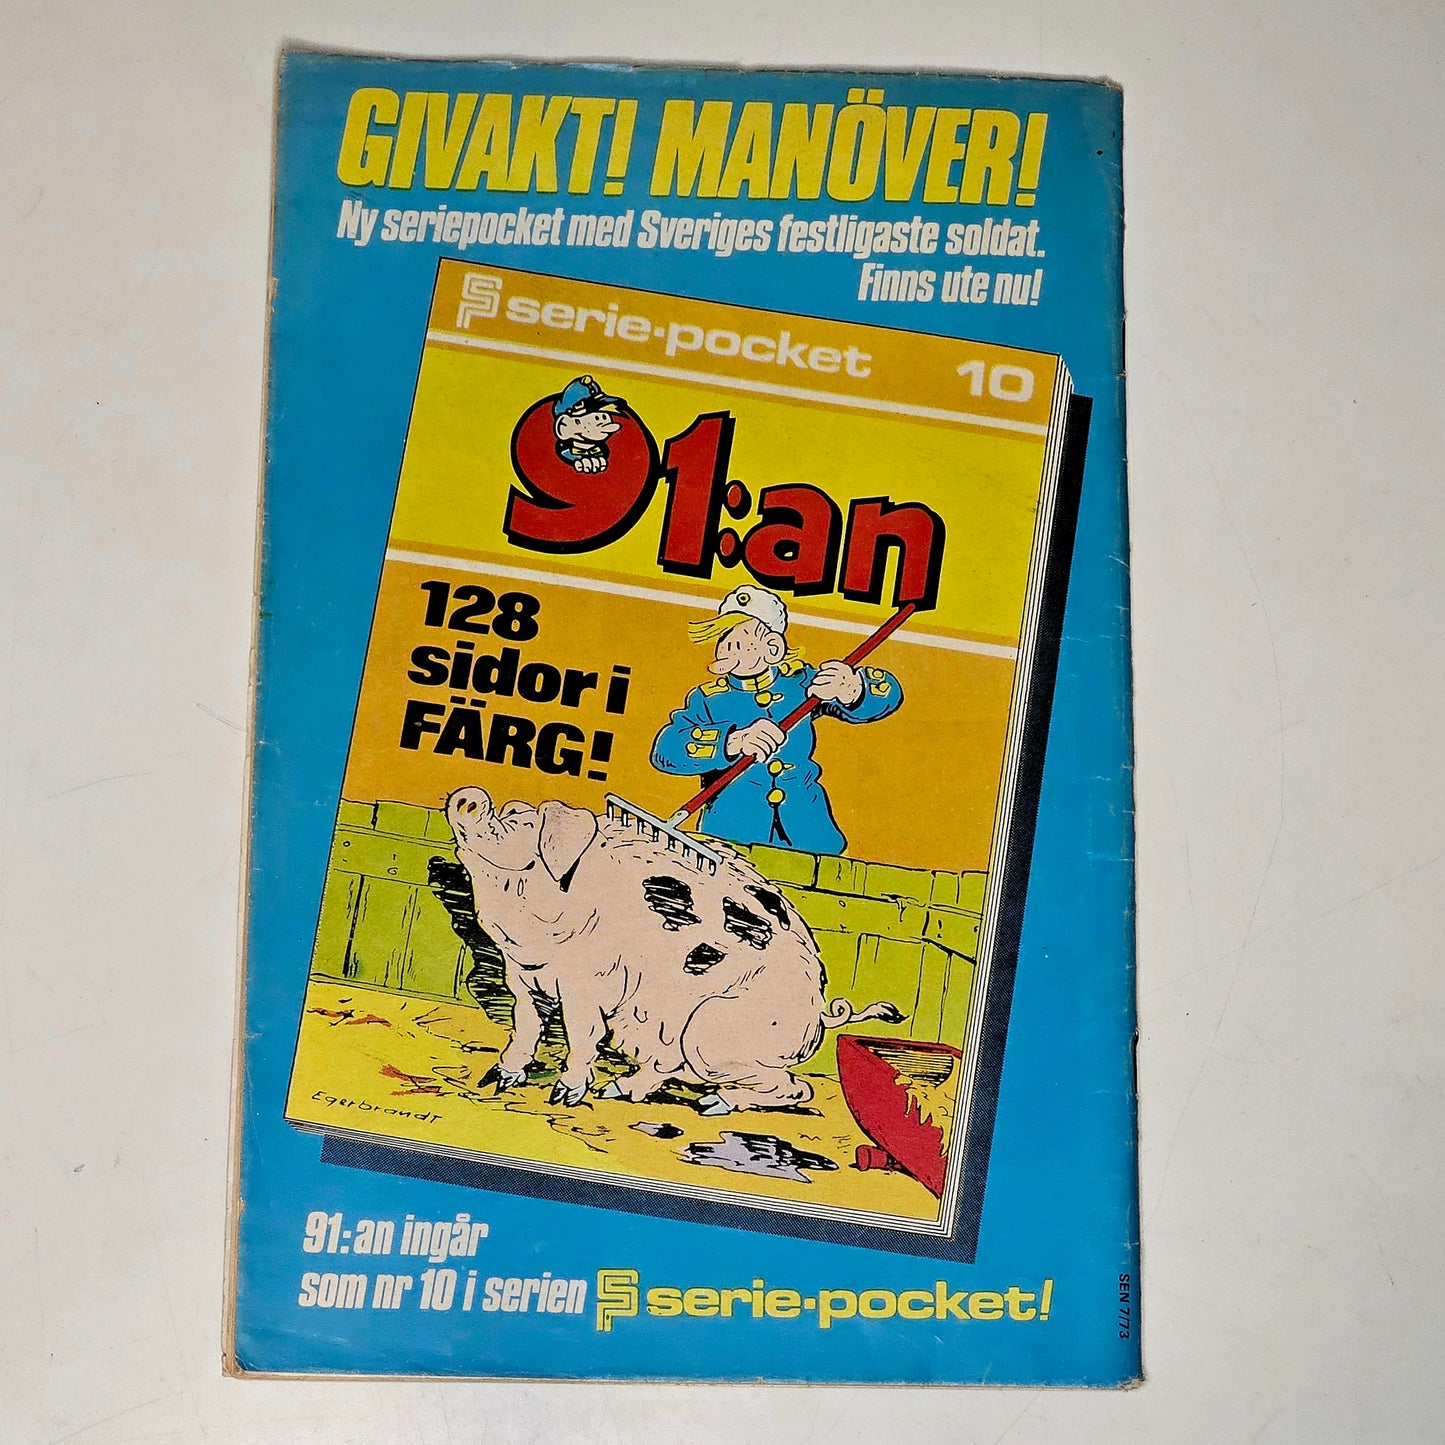 GIVAKT! MANÖVER!
Ny seriepocket med Sveriges festligaste soldat.
Finns ute nu!
serie-pocket 10
91:an
128
sidor i
FÄRG!
Egerbrandt
91:an ingår
som nr 10 i serien serie-pocket!
SEN 7/73